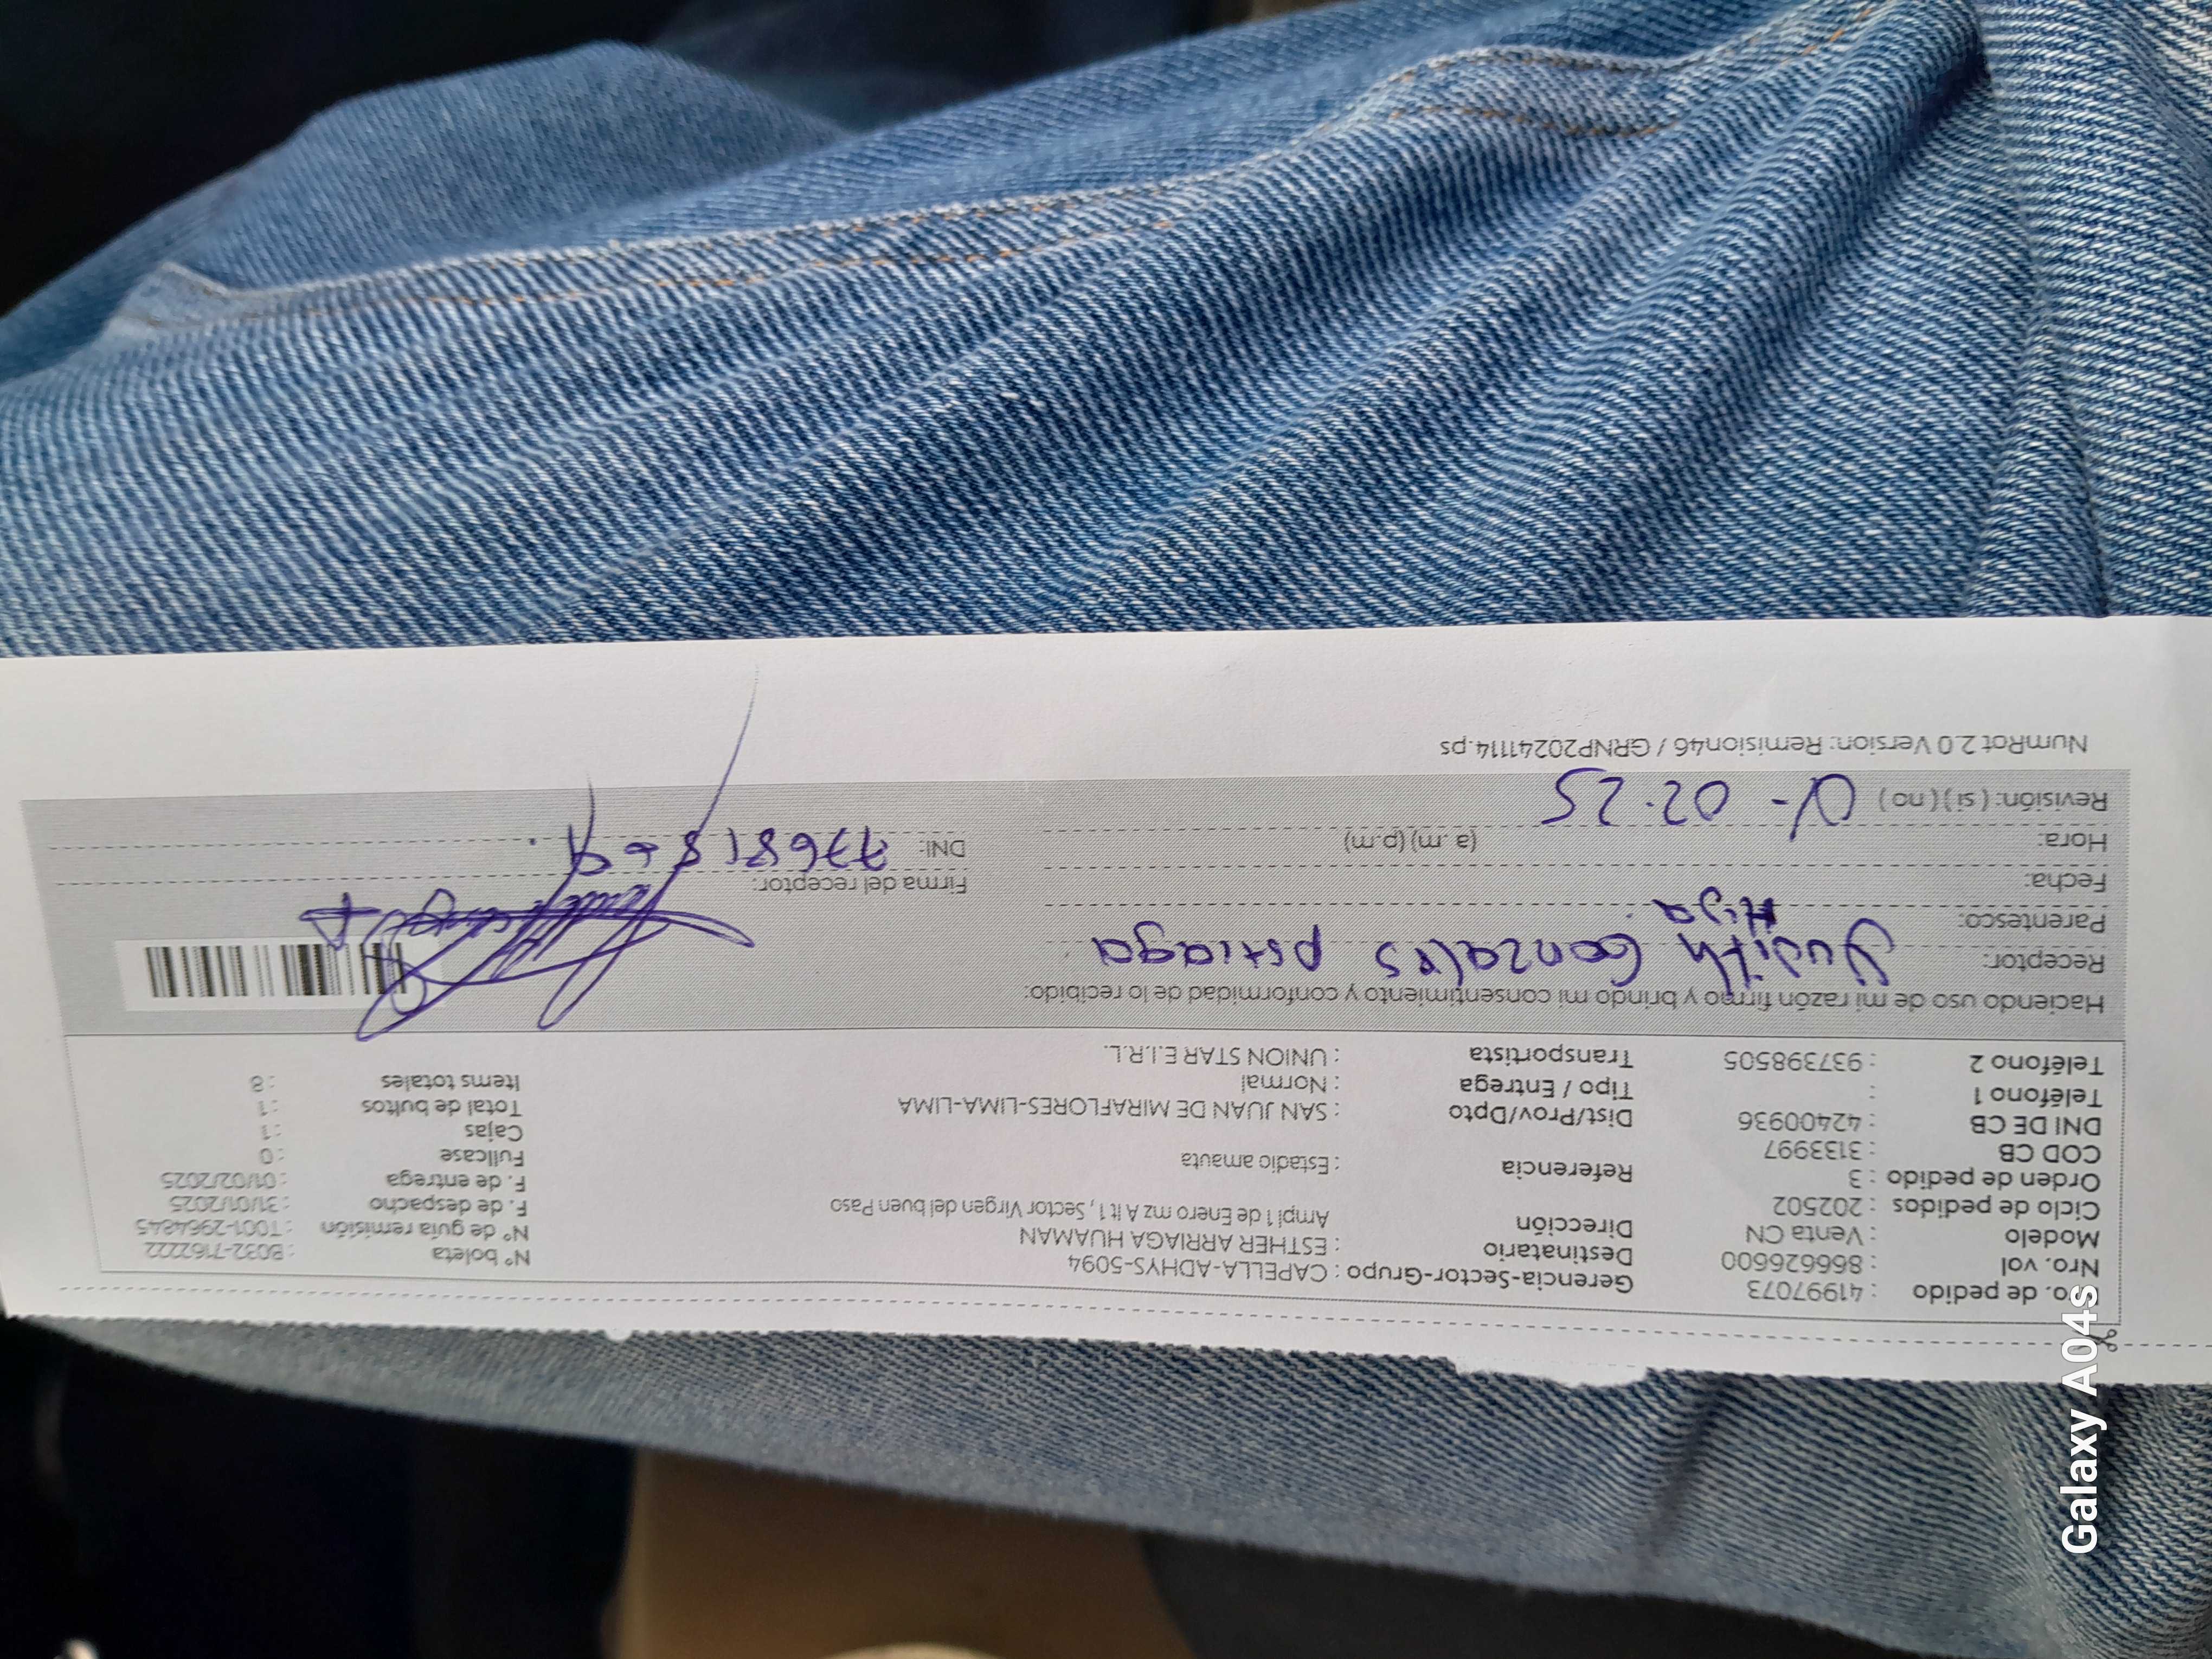 ro. de pedido : 41997073
Nro. vol : 866626600
Modelo : Venta CN
Ciclo de pedidos : 202502
Orden de pedido : 3
COD CB : 3133997
DNI DE CB : 42400936
Teléfono 1 :
Teléfono 2 : 937398505
Gerencia-Sector-Grupo : CAPELLA-ADHYS-5094
Destinatario : ESTHER ARRIAGA HUAMAN
Dirección Ampl 1 de Enero mz A lt 1, Sector Virgen del buen Paso
Referencia : Estadio amauta
Dist/Prov/Dpto : SAN JUAN DE MIRAFLORES-LIMA-LIMA
Tipo / Entrega : Normal
Transportista : UNION STAR E.I.R.L.
N° boleta : B032-7162222
N° de guia remisión : T001-2964845
F. de despacho : 31/01/2025
F. de entrega : 01/02/2025
Fullcase : 0
Cajas : 1
Total de bultos : 1
Items totales : 8
Haciendo uso de mi razón firmo y brindo mi consentimiento y conformidad de lo recibido:
Receptor: Yudith Gonzales
Parentesco: Hija
Fecha:
Hora: (a.m) (p.m)
Revisión: ( si ) ( no ) 02-25
Firma del receptor:
DNI:
NumRot 2.0 Version: Remision46 / GRNP20241114.ps
Galaxy A04s